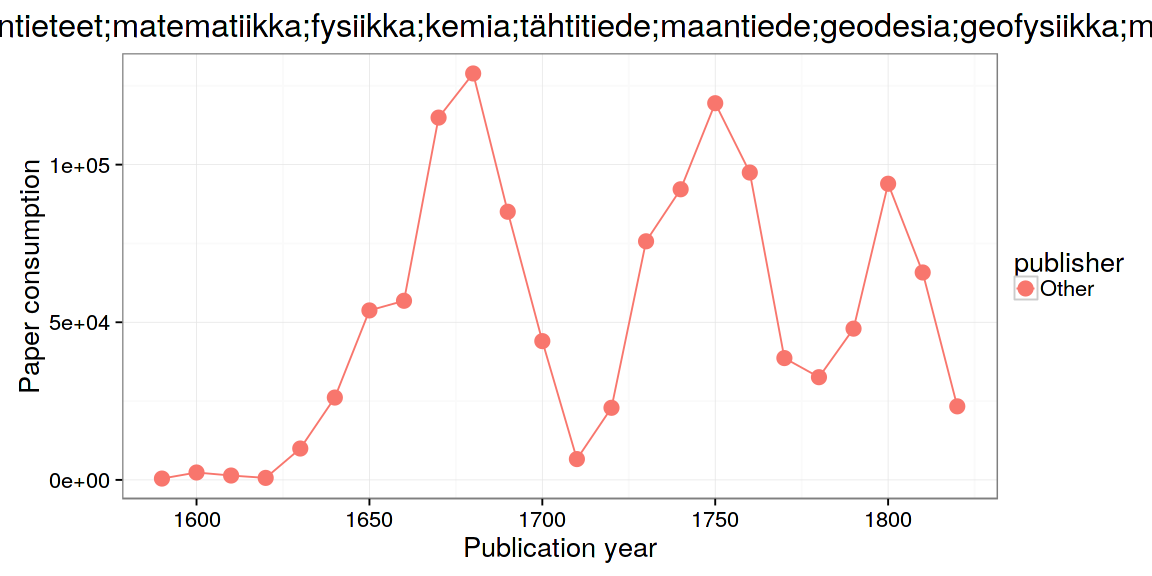 ntieteet;matematiikka;fysiikka;kemia;tähtitiede;maantiede;geodesia;geofysiikka;m
Paper consumption
1e+05
5e+04
0e+00
1600 1650 1700 1750 1800
Publication year
publisher
Other